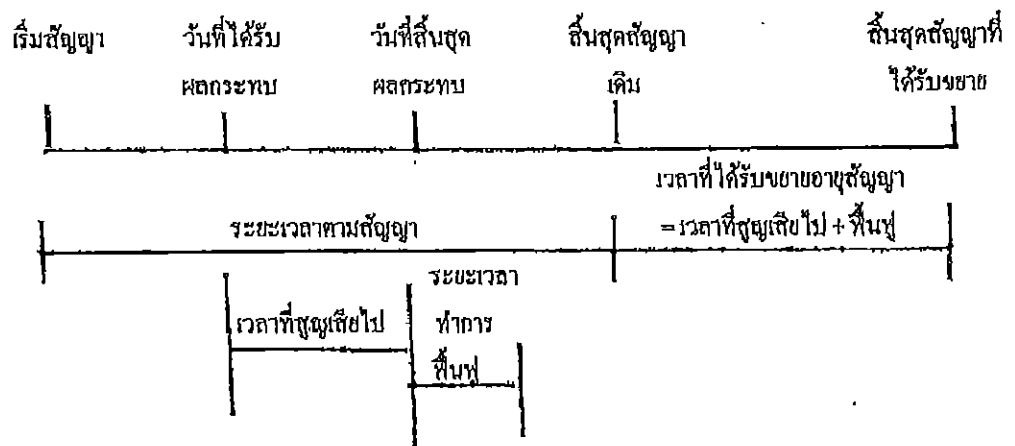 เริ่มสัญญา วันที่ได้รับ วันที่สิ้นสุด สิ้นสุดสัญญา สิ้นสุดสัญญาที่
ผลกระทบ ผลกระทบ เดิม ได้รับขยาย
เวลาที่ได้รับขยายอายุสัญญา
ระยะเวลาตามสัญญา =เวลาที่สูญเสียไป + ฟื้นฟู
ระยะเวลา
เวลาที่สูญเสียไป ทำการ
ฟื้นฟู